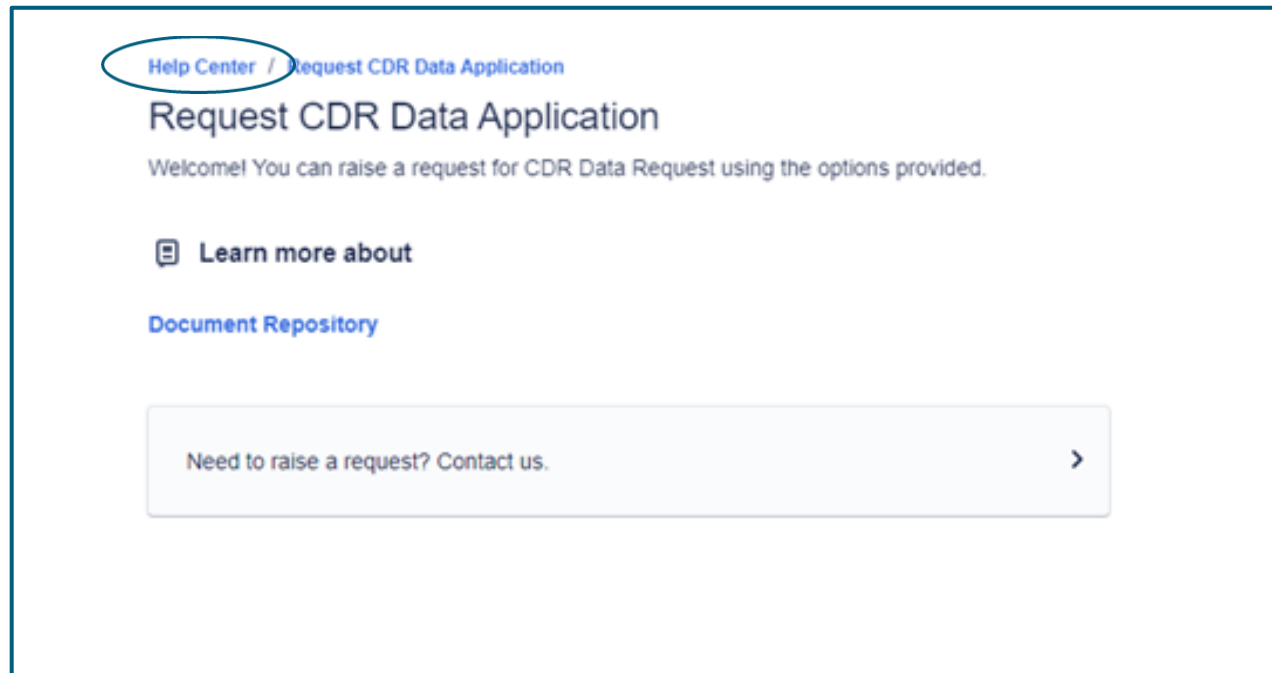 Help Center / Request CDR Data Application
Request CDR Data Application
Welcome! You can raise a request for CDR Data Request using the options provided.
Learn more about
Document Repository
Need to raise a request? Contact us.